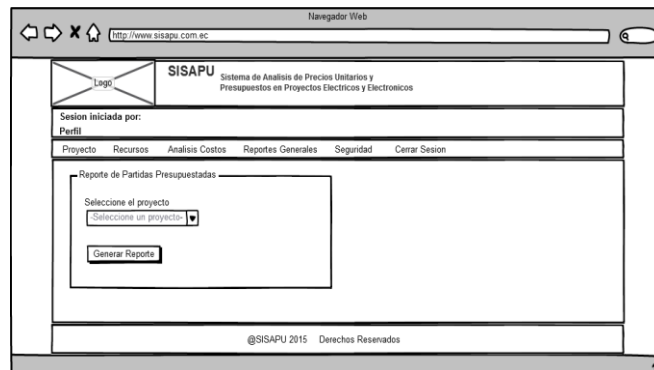 Navegador Web
http://www.sisapu.com.ec
Logo
SISAPU
Sistema de Analisis de Precios Unitarios y
Presupuestos en Proyectos Electricos y Electronicos
Sesion iniciada por:
Perfil
Proyecto Recursos Analisis Costos Reportes Generales Seguridad Cerrar Sesion
Reporte de Partidas Presupuestadas
Seleccione el proyecto
-Seleccione un proyecto-
Generar Reporte
@SISAPU 2015 Derechos Reservados